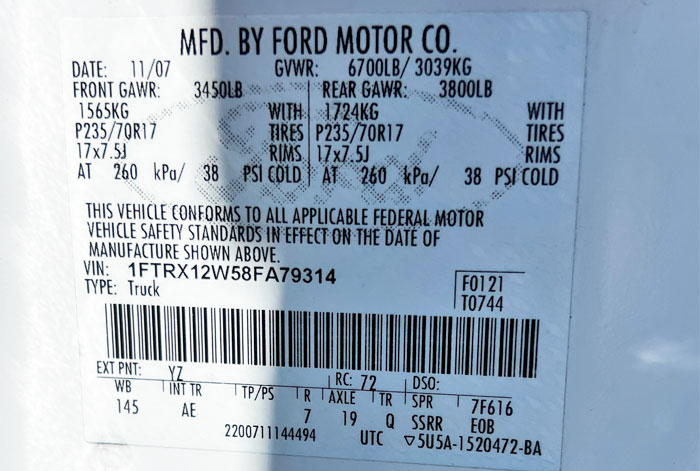 MFD. BY FORD MOTOR CO.
DATE: 11/07 GVWR: 6700LB/ 3039KG
FRONT GAWR: 3450LB REAR GAWR: 3800LB
1565KG WITH 1724KG WITH
P235/70R17 TIRES P235/70R17 TIRES
17x7.5J RIMS 17x7.5J RIMS
AT 260 kPa/ 38 PSI COLD AT 260 kPa/ 38 PSI COLD
THIS VEHICLE CONFORMS TO ALL APPLICABLE FEDERAL MOTOR
VEHICLE SAFETY STANDARDS IN EFFECT ON THE DATE OF
MANUFACTURE SHOWN ABOVE.
VIN: 1FTRX12W58FA79314 F0121
TYPE: Truck T0744
EXT PNT: YZ RC: 72 DSO:
WB INT TR TP/PS R AXLE TR SPR 7F616
145 AE 7 19 Q SSRR EOB
2200711144494 UTC ▽5U5A-1520472-BA
Ford